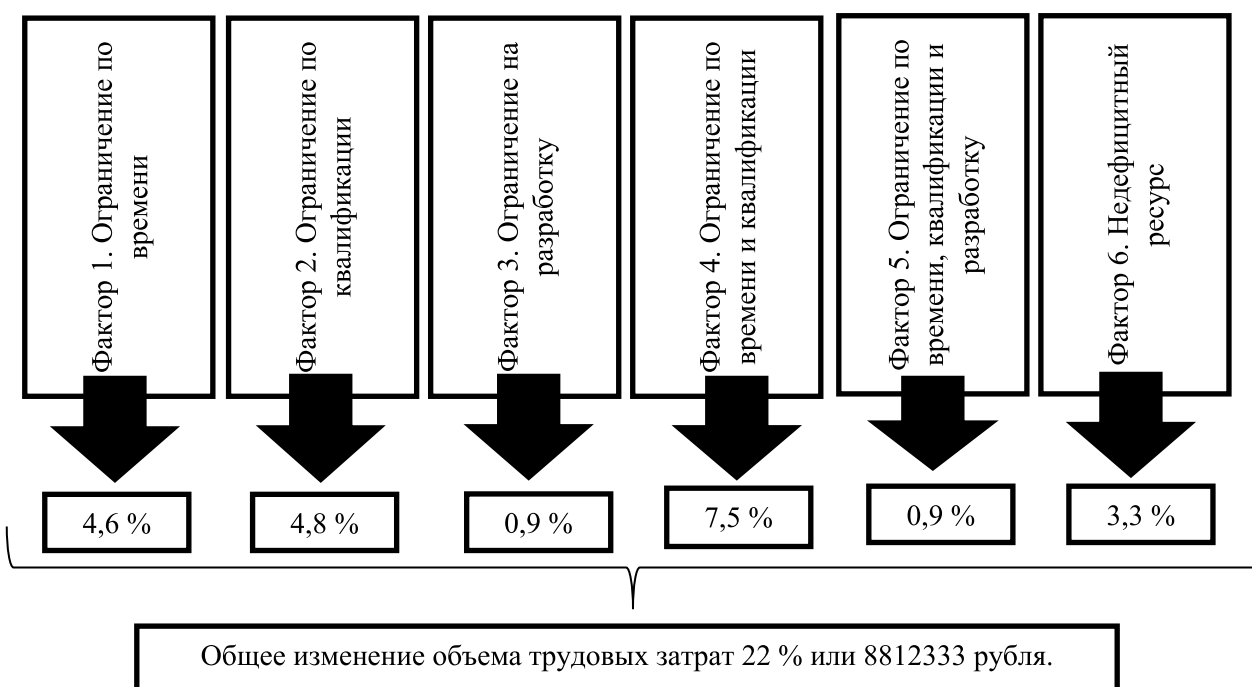 Фактор 1. Ограничение по
времени
Фактор 2. Ограничение по
квалификации
Фактор 3. Ограничение на
разработку
Фактор 4. Ограничение по
времени и квалификации
Фактор 5. Ограничение по
времени, квалификации и
разработку
Фактор 6. Недефицитный
ресурс
4,6 %
4,8 %
0,9 %
7,5 %
0,9 %
3,3 %
Общее изменение объема трудовых затрат 22 % или 8812333 рубля.